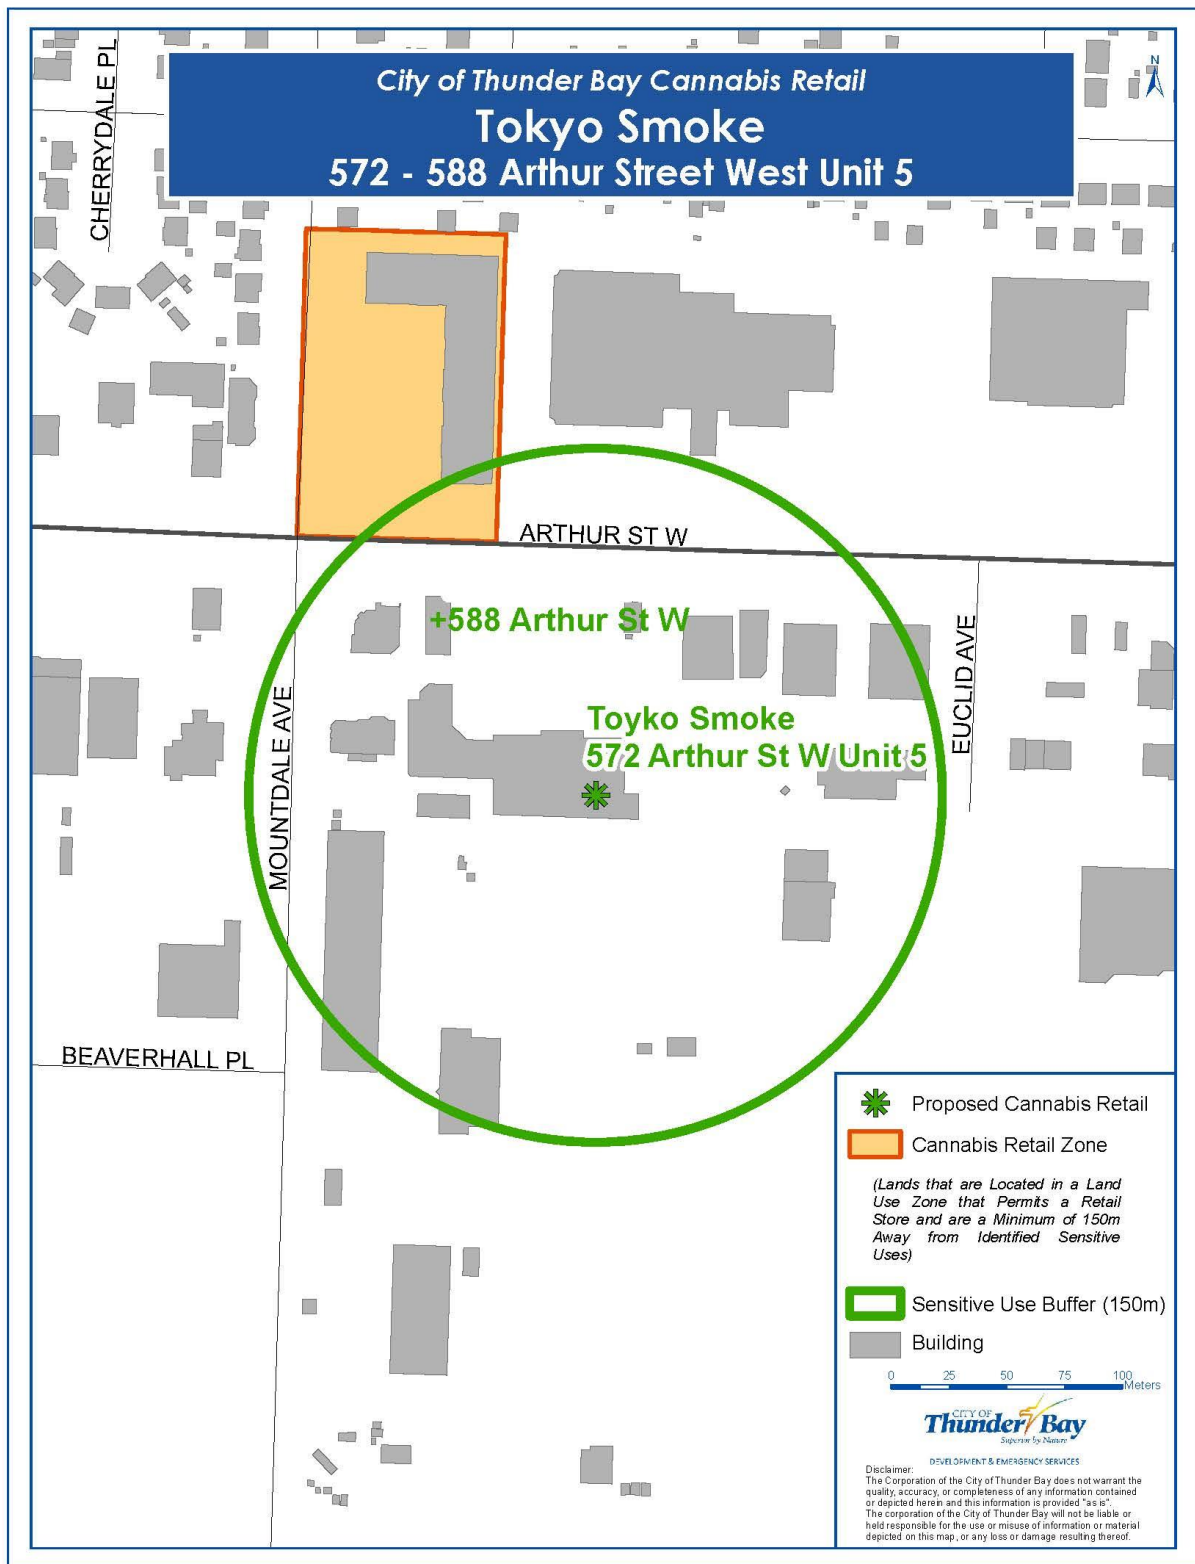 City of Thunder Bay Cannabis Retail
Tokyo Smoke
572 - 588 Arthur Street West Unit 5
N
CHERRYDALE PL
ARTHUR ST W
+588 Arthur St W
EUCLID AVE
MOUNTDALE AVE
Toyko Smoke
572 Arthur St W Unit 5
BEAVERHALL PL
Proposed Cannabis Retail
Cannabis Retail Zone
(Lands that are Located in a Land
Use Zone that Permits a Retail
Store and are a Minimum of 150m
Away from Identified Sensitive
Uses)
Sensitive Use Buffer (150m)
Building
0 25 50 75 100
Meters
CITY OF
Thunder Bay
Superior by Nature
DEVELOPMENT & EMERGENCY SERVICES
Disclaimer:
The Corporation of the City of Thunder Bay does not warrant the
quality, accuracy, or completeness of any information contained
or depicted herein and this information is provided "as is".
The corporation of the City of Thunder Bay will not be liable or
held responsible for the use or misuse of information or material
depicted on this map, or any loss or damage resulting thereof.